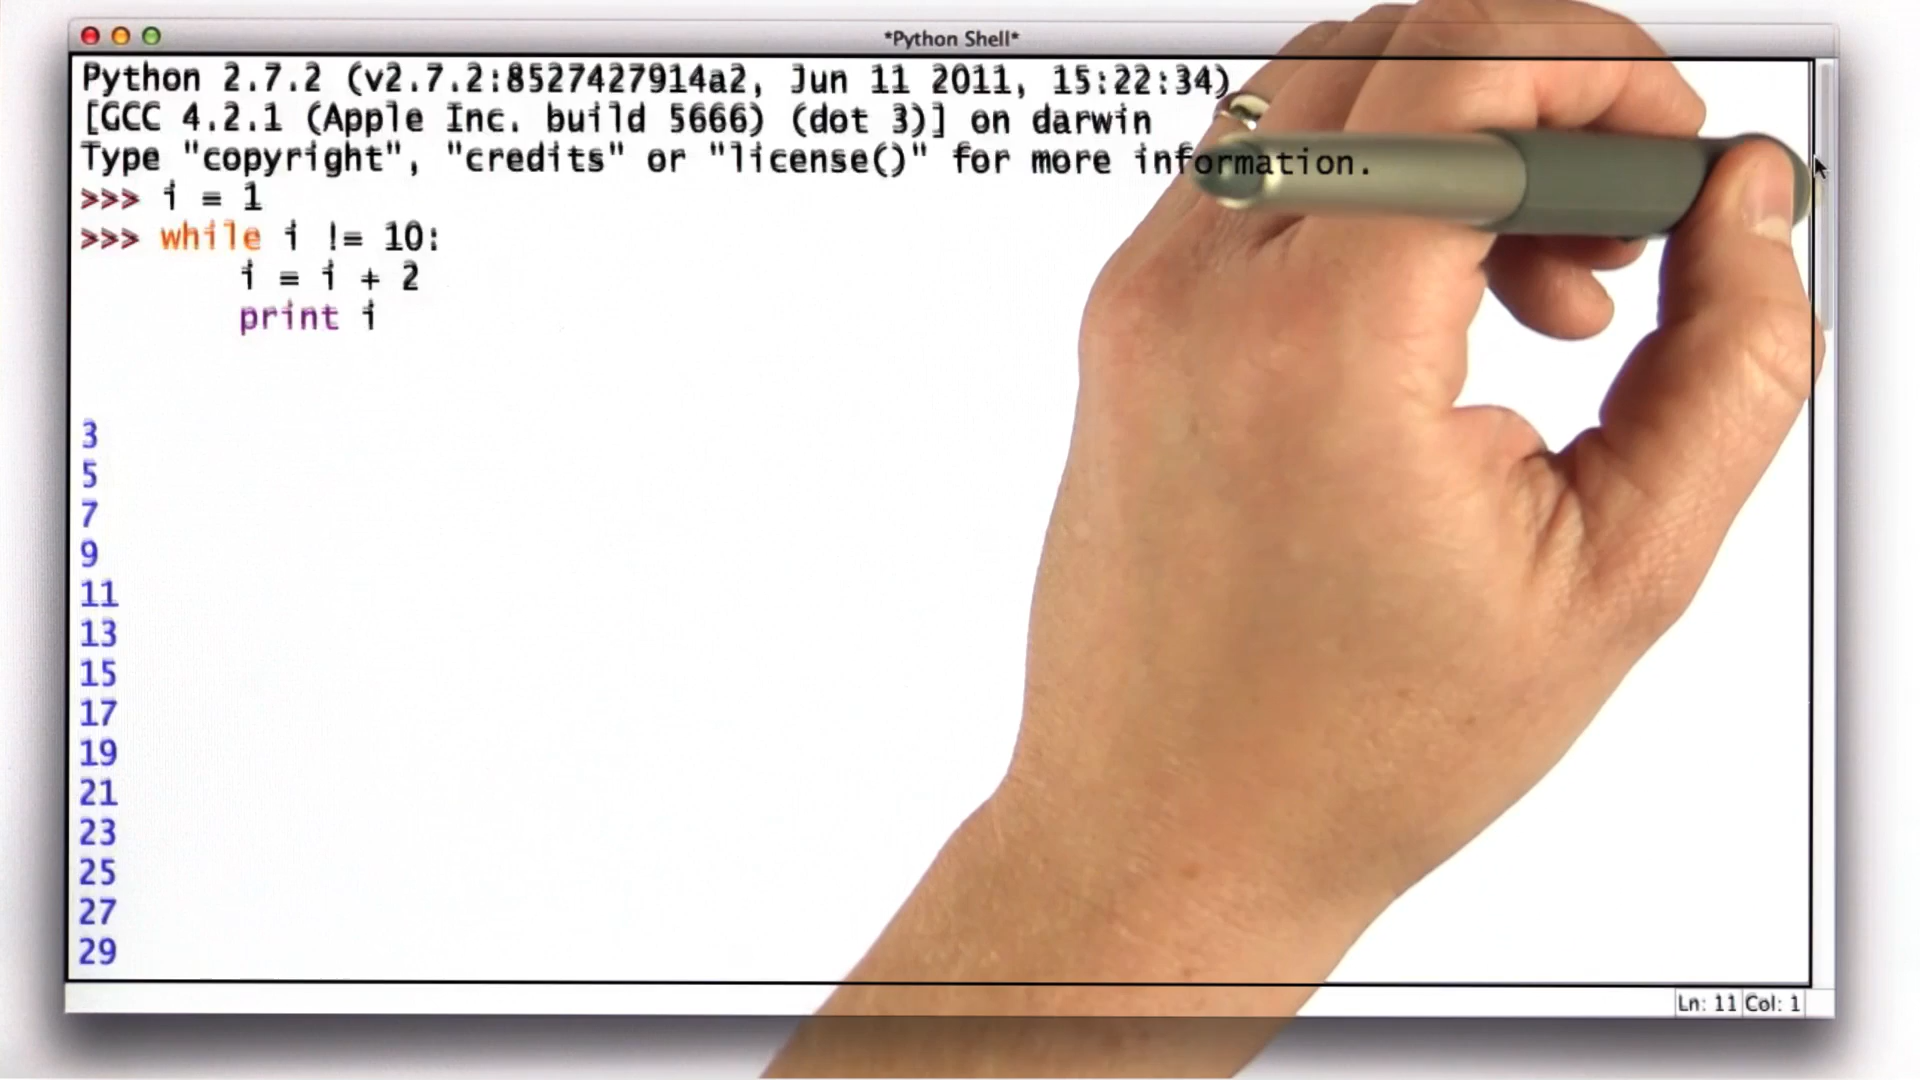 *Python Shell*
Python 2.7.2 (v2.7.2:8527427914a2, Jun 11 2011, 15:22:34)
[GCC 4.2.1 (Apple Inc. build 5666) (dot 3)] on darwin
Type "copyright", "credits" or "license()" for more information.
>>> i = 1
>>> while i != 10:
i = i + 2
print i
3
5
7
9
11
13
15
17
19
21
23
25
27
29
Ln: 11 Col: 1